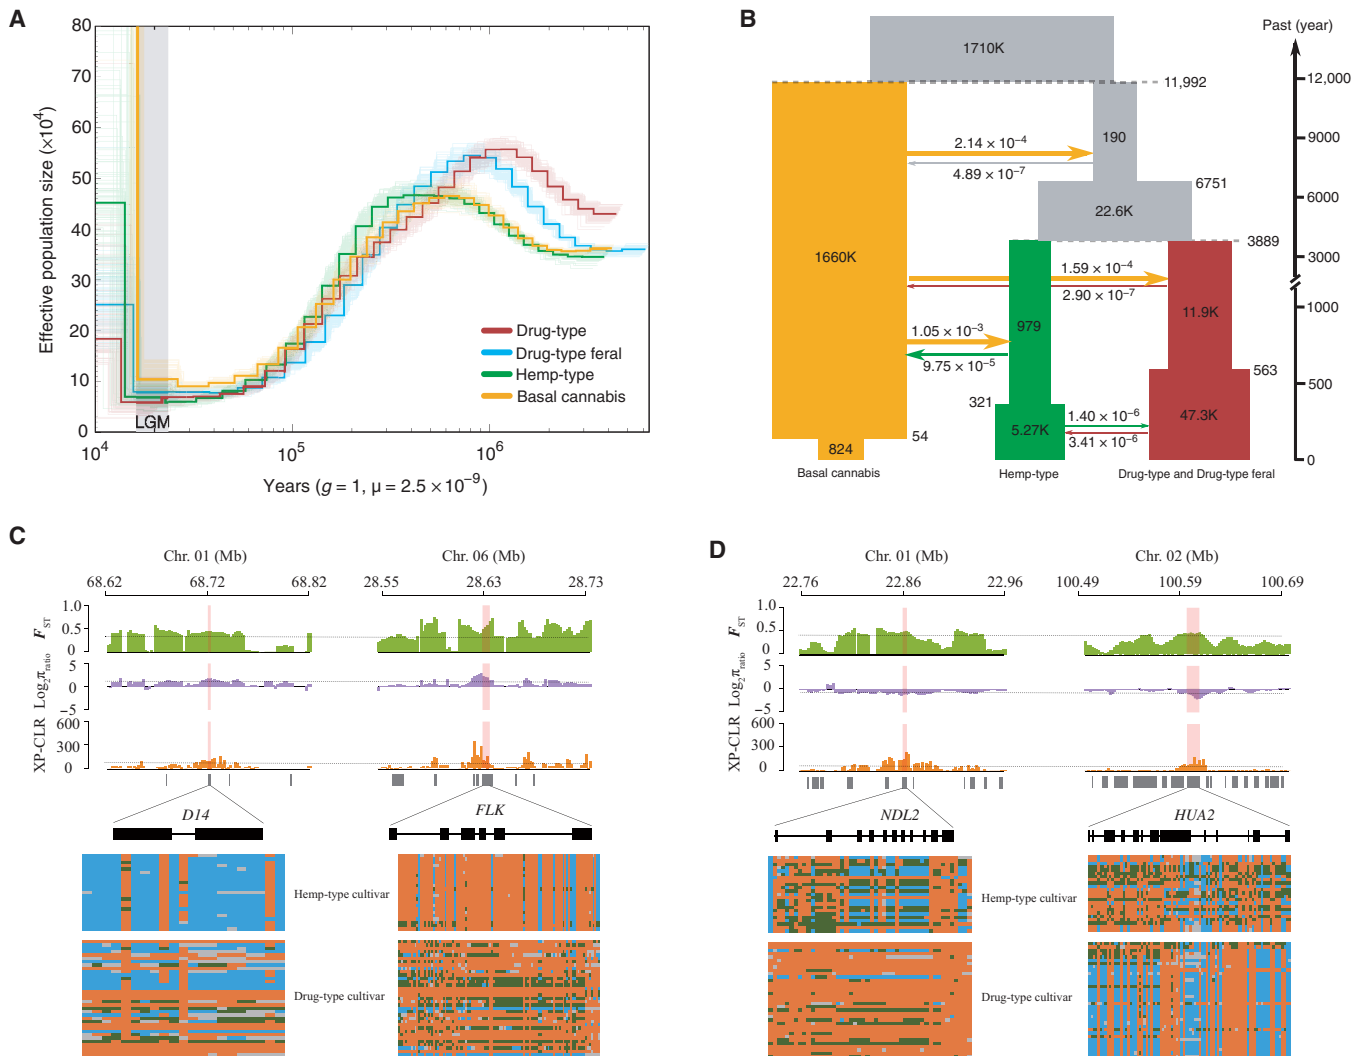 A
80
70
60
50
40
30
20
10
0
Effective population size (×10⁴)
LGM
Drug-type
Drug-type feral
Hemp-type
Basal cannabis
10⁴
10⁵
10⁶
Years (g = 1, μ = 2.5 × 10⁻⁹)
B
Past (year)
1710K
11,992
12,000
190
2.14 × 10⁻⁴
4.89 × 10⁻⁷
9000
6751
6000
22.6K
3889
3000
1660K
1.59 × 10⁻⁴
2.90 × 10⁻⁷
11.9K
1000
979
1.05 × 10⁻³
9.75 × 10⁻⁵
563
500
321
5.27K
1.40 × 10⁻⁶
3.41 × 10⁻⁶
47.3K
54
824
0
Basal cannabis
Hemp-type
Drug-type and Drug-type feral
C
Chr. 01 (Mb)
Chr. 06 (Mb)
68.62
68.72
68.82
28.55
28.63
28.73
F_ST
1.0
0.5
0
Log₂π_ratio
5
0
−5
XP-CLR
600
300
0
D14
FLK
Hemp-type cultivar
Drug-type cultivar
D
Chr. 01 (Mb)
Chr. 02 (Mb)
22.76
22.86
22.96
100.49
100.59
100.69
F_ST
1.0
0.5
0
Log₂π_ratio
5
0
−5
XP-CLR
600
300
0
NDL2
HUA2
Hemp-type cultivar
Drug-type cultivar